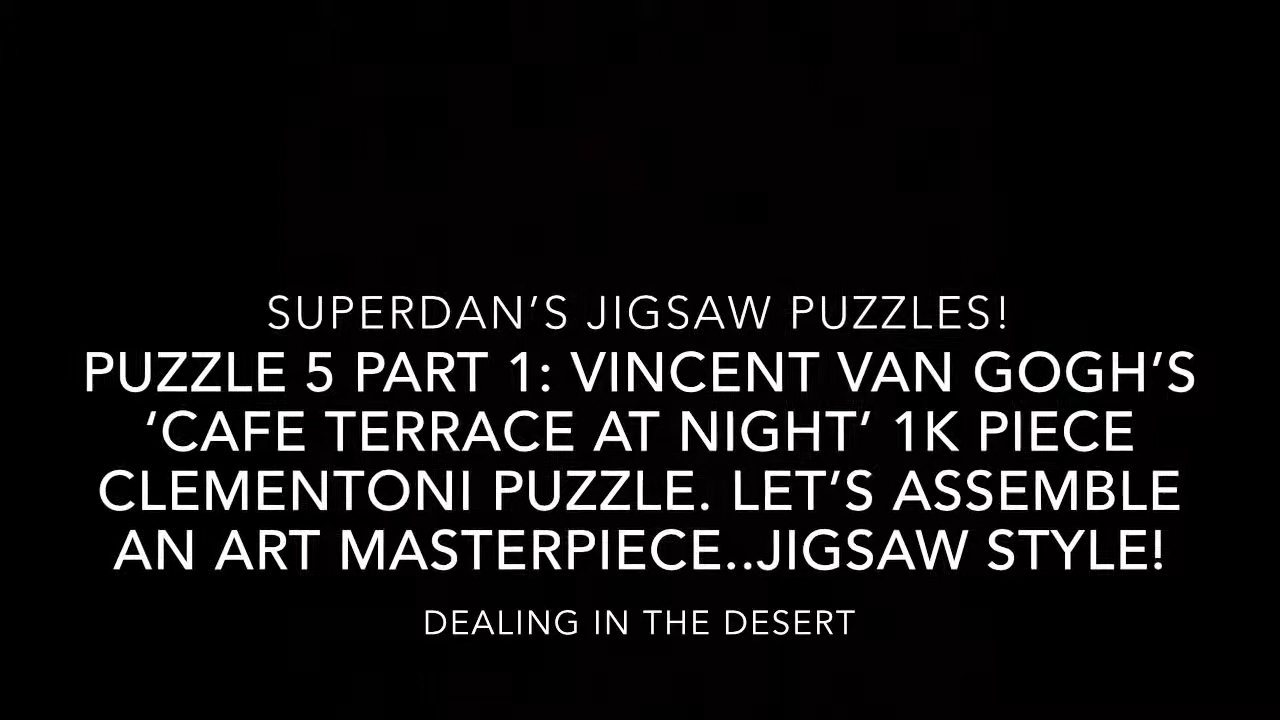 SUPERDAN’S JIGSAW PUZZLES!
PUZZLE 5 PART 1: VINCENT VAN GOGH’S
‘CAFE TERRACE AT NIGHT’ 1K PIECE
CLEMENTONI PUZZLE. LET’S ASSEMBLE
AN ART MASTERPIECE..JIGSAW STYLE!
DEALING IN THE DESERT